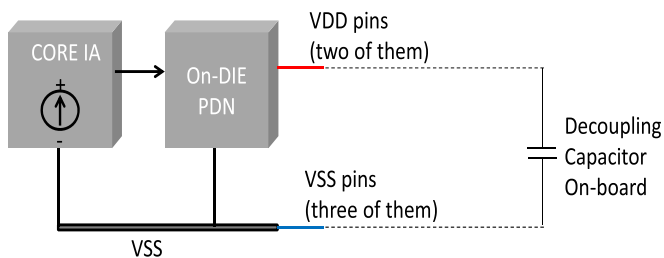 CORE IA
+
-
On-DIE
PDN
VDD pins
(two of them)
VSS pins
(three of them)
VSS
Decoupling
Capacitor
On-board